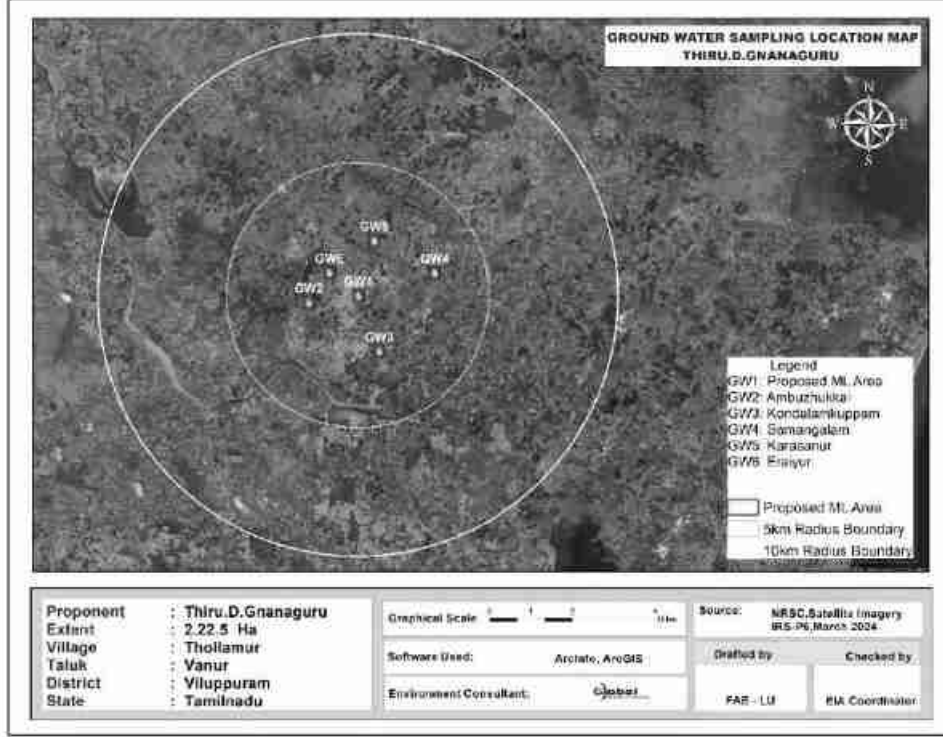 GROUND WATER SAMPLING LOCATION MAP
THIRU.D.GNANAGURU
N
S
GW2
GW4
GW1
GW3
Legend
GW1: Proposed ML Area
GW2: Ambuzhukkai
GW3: Kondalamkuppam
GW4: Samangalam
GW5: Karasanur
GW6: Eraiyur
Proposed ML Area
5km Radius Boundary
10km Radius Boundary
Proponent : Thiru.D.Gnanaguru
Extent : 2.22.5 Ha
Village : Thollamur
Taluk : Vanur
District : Viluppuram
State : Tamilnadu
Graphical Scale
Software Used: ArcGIS
Environment Consultant: Global
Source: NRSC,Satellite Imagery
IRS-P6,March 2024
Drafted by Checked by
FAE - LU EIA Coordinator